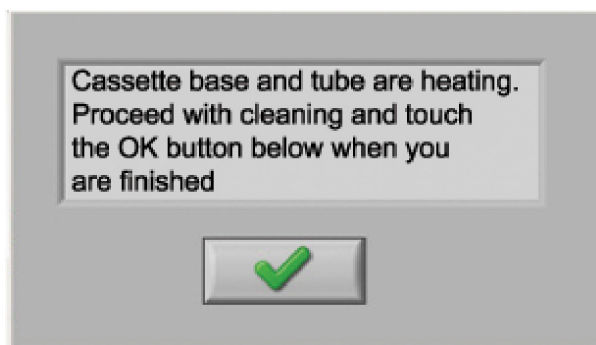 Cassette base and tube are heating.
Proceed with cleaning and touch
the OK button below when you
are finished